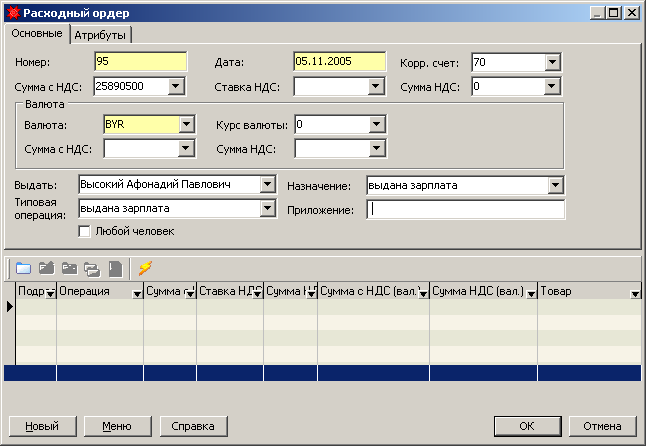 Расходный ордер
Основные Атрибуты
Номер: 95 Дата: 05.11.2005 Корр. счет: 70
Сумма с НДС: 25890500 Ставка НДС: Сумма НДС: 0
Валюта
Валюта: BYR Курс валюты: 0
Сумма с НДС: Сумма НДС:
Выдать: Высокий Афонадий Павлович Назначение: выдана зарплата
Типовая операция: выдана зарплата Приложение:
Любой человек
Операция Сумма с Ставка НДС Сумма Сумма с НДС (вал.) Сумма НДС (вал.) Товар
Новый Меню Справка OK Отмена